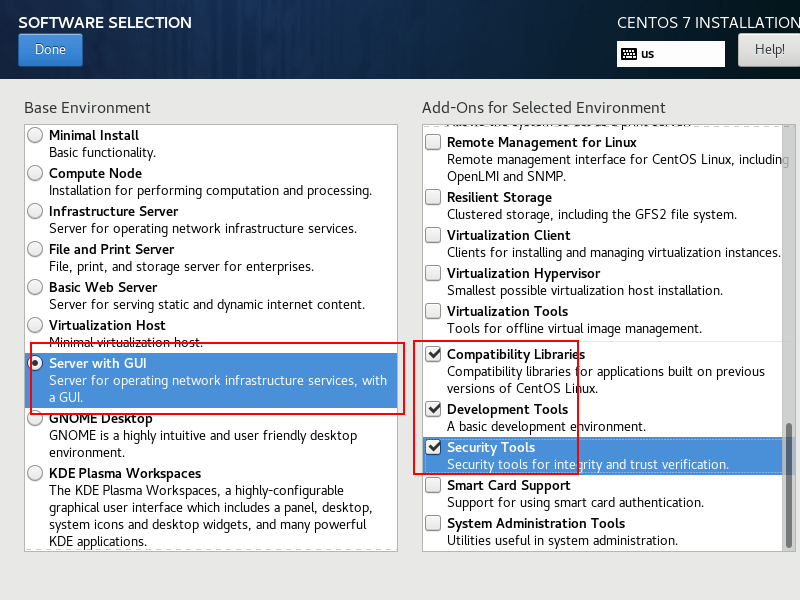 SOFTWARE SELECTION
CENTOS 7 INSTALLATION
Done
us
Help!
Base Environment
Minimal Install
Basic functionality.
Compute Node
Installation for performing computation and processing.
Infrastructure Server
Server for operating network infrastructure services.
File and Print Server
File, print, and storage server for enterprises.
Basic Web Server
Server for serving static and dynamic internet content.
Virtualization Host
Minimal virtualization host.
Server with GUI
Server for operating network infrastructure services, with
a GUI.
GNOME Desktop
GNOME is a highly intuitive and user friendly desktop
environment.
KDE Plasma Workspaces
The KDE Plasma Workspaces, a highly-configurable
graphical user interface which includes a panel, desktop,
system icons and desktop widgets, and many powerful
KDE applications.
Add-Ons for Selected Environment
Remote Management for Linux
Remote management interface for CentOS Linux, including
OpenLMI and SNMP.
Resilient Storage
Clustered storage, including the GFS2 file system.
Virtualization Client
Clients for installing and managing virtualization instances.
Virtualization Hypervisor
Smallest possible virtualization host installation.
Virtualization Tools
Tools for offline virtual image management.
Compatibility Libraries
Compatibility libraries for applications built on previous
versions of CentOS Linux.
Development Tools
A basic development environment.
Security Tools
Security tools for integrity and trust verification.
Smart Card Support
Support for using smart card authentication.
System Administration Tools
Utilities useful in system administration.